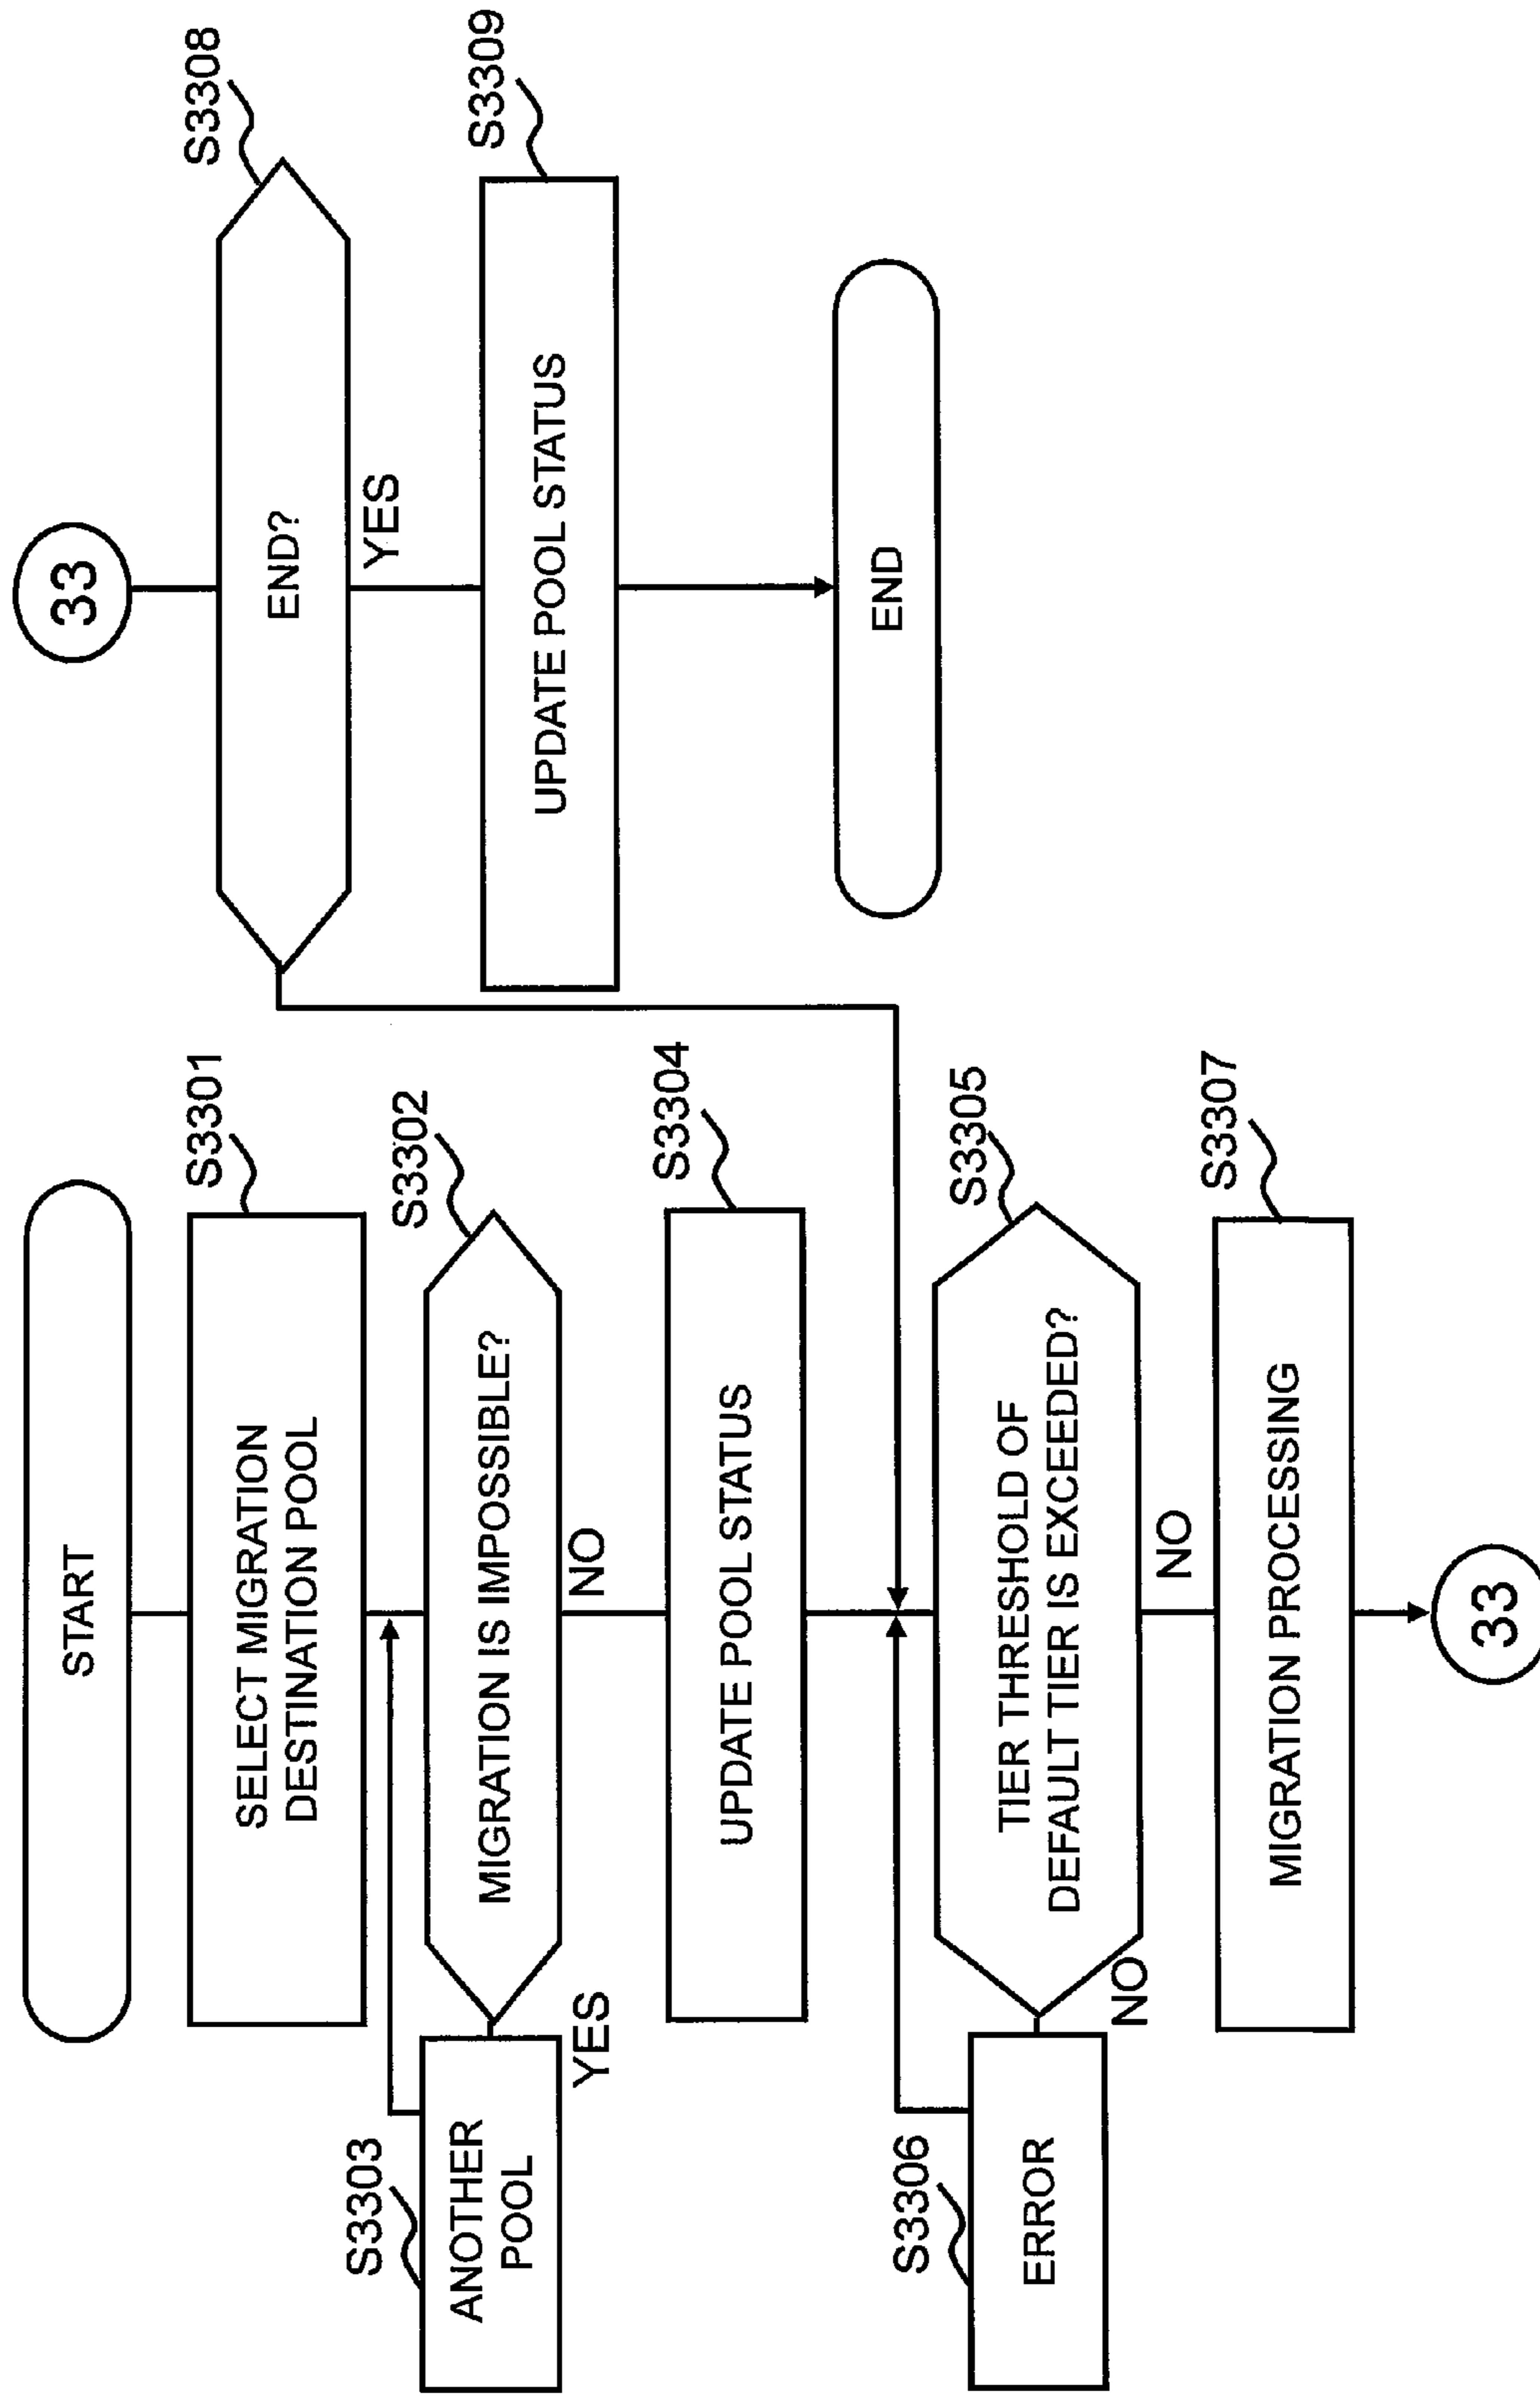 START
S3301
SELECT MIGRATION
DESTINATION POOL
S3302
MIGRATION IS IMPOSSIBLE?
YES
NO
S3303
ANOTHER
POOL
S3304
UPDATE POOL STATUS
S3305
TIER THRESHOLD OF
DEFAULT TIER IS EXCEEDED?
NO
NO
S3306
ERROR
S3307
MIGRATION PROCESSING
33
33
S3308
END?
YES
S3309
UPDATE POOL STATUS
END